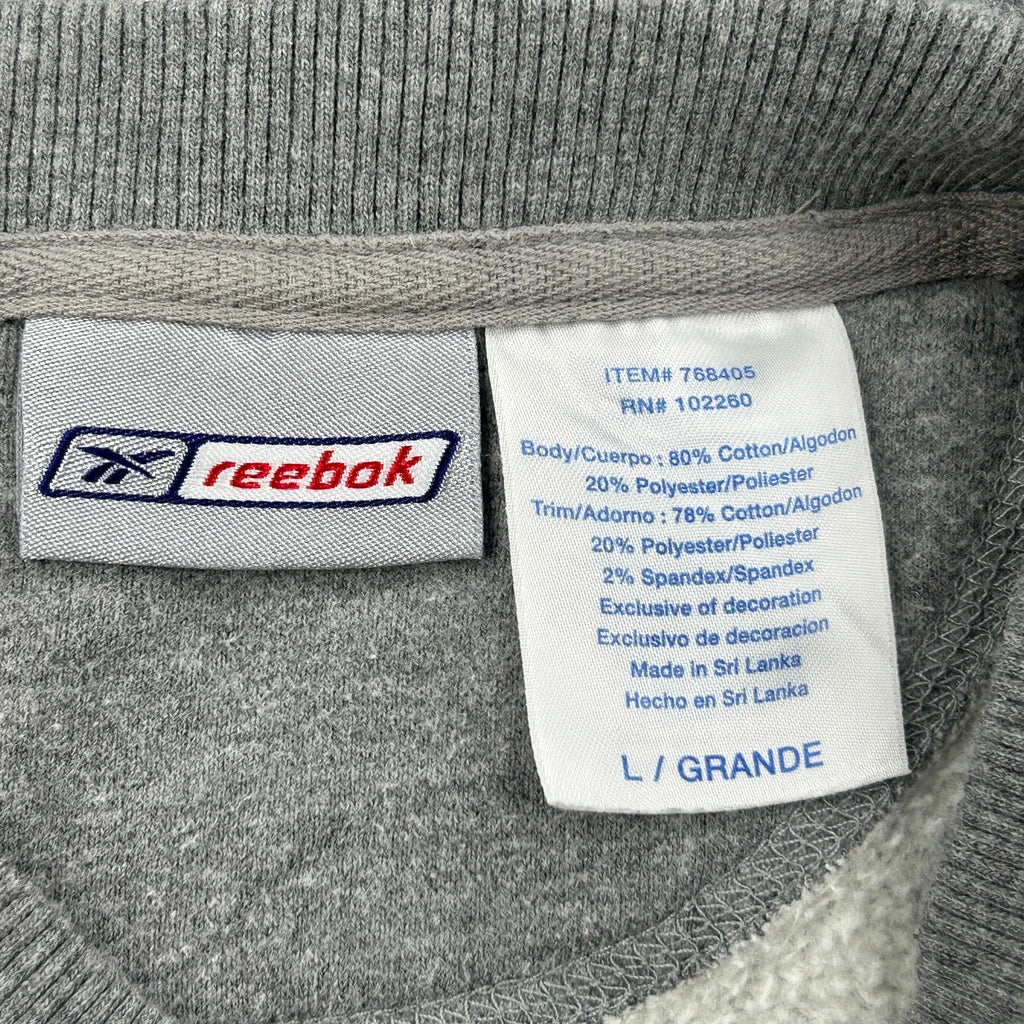 reebok
ITEM# 768405
RN# 102260
Body/Cuerpo : 80% Cotton/Algodon
20% Polyester/Poliester
Trim/Adorno : 78% Cotton/Algodon
20% Polyester/Poliester
2% Spandex/Spandex
Exclusive of decoration
Exclusivo de decoracion
Made in Sri Lanka
Hecho en Sri Lanka
L / GRANDE